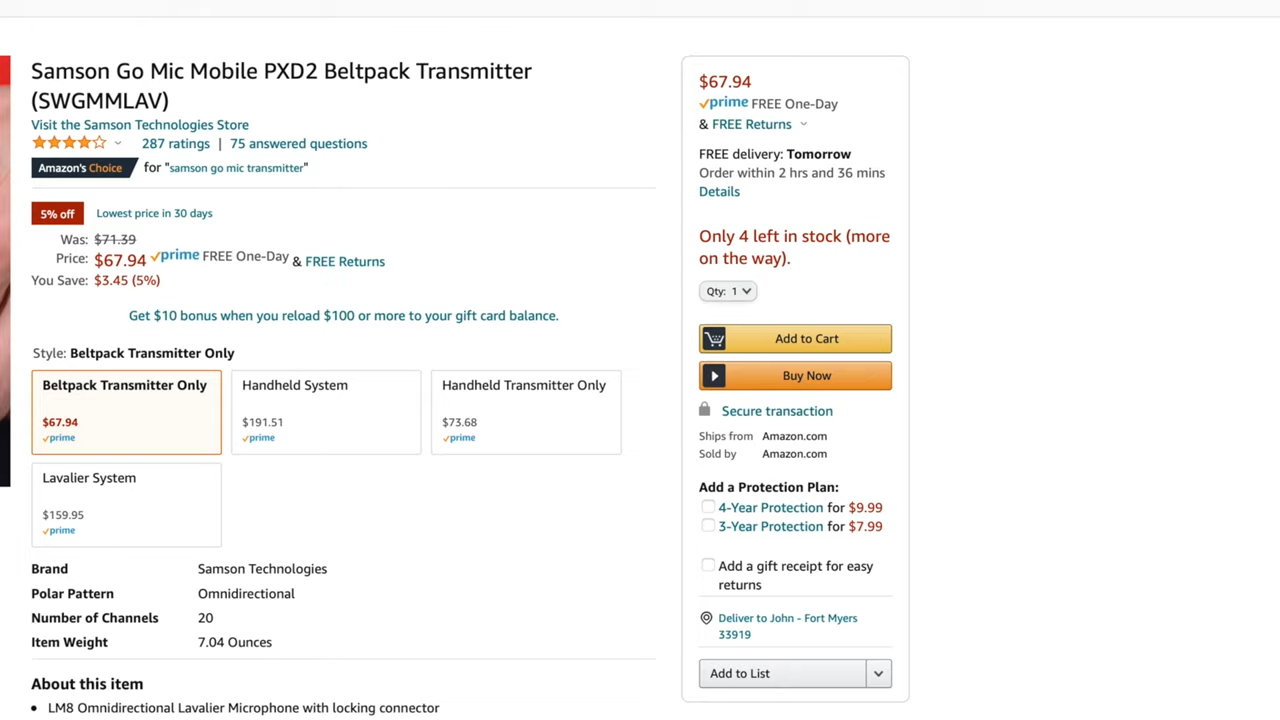 Samson Go Mic Mobile PXD2 Beltpack Transmitter
(SWGMMLAV)
Visit the Samson Technologies Store
287 ratings | 75 answered questions
Amazon's Choice for "samson go mic transmitter"
5% off Lowest price in 30 days
Was: $71.39
Price: $67.94 prime FREE One-Day & FREE Returns
You Save: $3.45 (5%)
Get $10 bonus when you reload $100 or more to your gift card balance.
Style: Beltpack Transmitter Only
Beltpack Transmitter Only
$67.94
prime
Handheld System
$191.51
prime
Handheld Transmitter Only
$73.68
prime
Lavalier System
$159.95
prime
Brand Samson Technologies
Polar Pattern Omnidirectional
Number of Channels 20
Item Weight 7.04 Ounces
About this item
• LM8 Omnidirectional Lavalier Microphone with locking connector
$67.94
prime FREE One-Day
& FREE Returns
FREE delivery: Tomorrow
Order within 2 hrs and 36 mins
Details
Only 4 left in stock (more
on the way).
Qty: 1
Add to Cart
Buy Now
Secure transaction
Ships from Amazon.com
Sold by Amazon.com
Add a Protection Plan:
4-Year Protection for $9.99
3-Year Protection for $7.99
Add a gift receipt for easy
returns
Deliver to John - Fort Myers
33919
Add to List